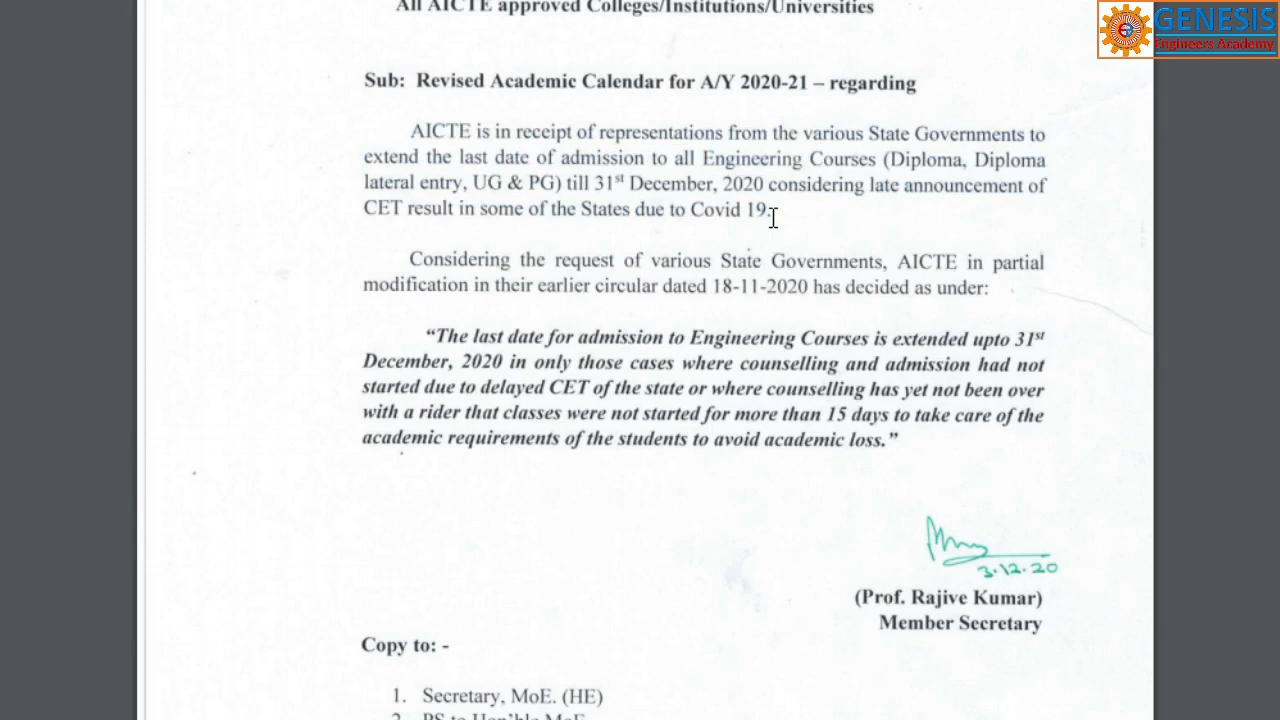 All AICTE approved Colleges/Institutions/Universities
GENESIS
Engineers Academy
Sub: Revised Academic Calendar for A/Y 2020-21 – regarding
AICTE is in receipt of representations from the various State Governments to
extend the last date of admission to all Engineering Courses (Diploma, Diploma
lateral entry, UG & PG) till 31st December, 2020 considering late announcement of
CET result in some of the States due to Covid 19.
Considering the request of various State Governments, AICTE in partial
modification in their earlier circular dated 18-11-2020 has decided as under:
“The last date for admission to Engineering Courses is extended upto 31st
December, 2020 in only those cases where counselling and admission had not
started due to delayed CET of the state or where counselling has yet not been over
with a rider that classes were not started for more than 15 days to take care of the
academic requirements of the students to avoid academic loss.”
3.12.20
(Prof. Rajive Kumar)
Member Secretary
Copy to: -
1. Secretary, MoE. (HE)
2. PS to Hon'ble MoE